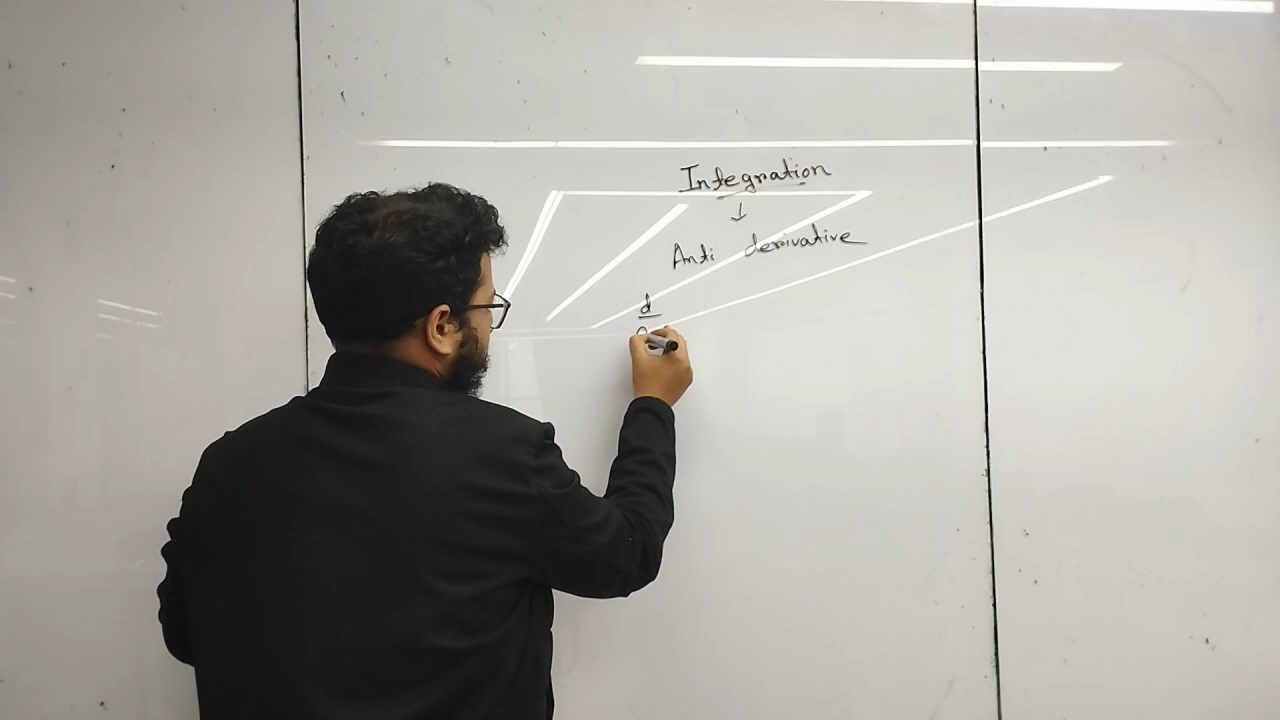 Integration
↓
Anti derivative
d